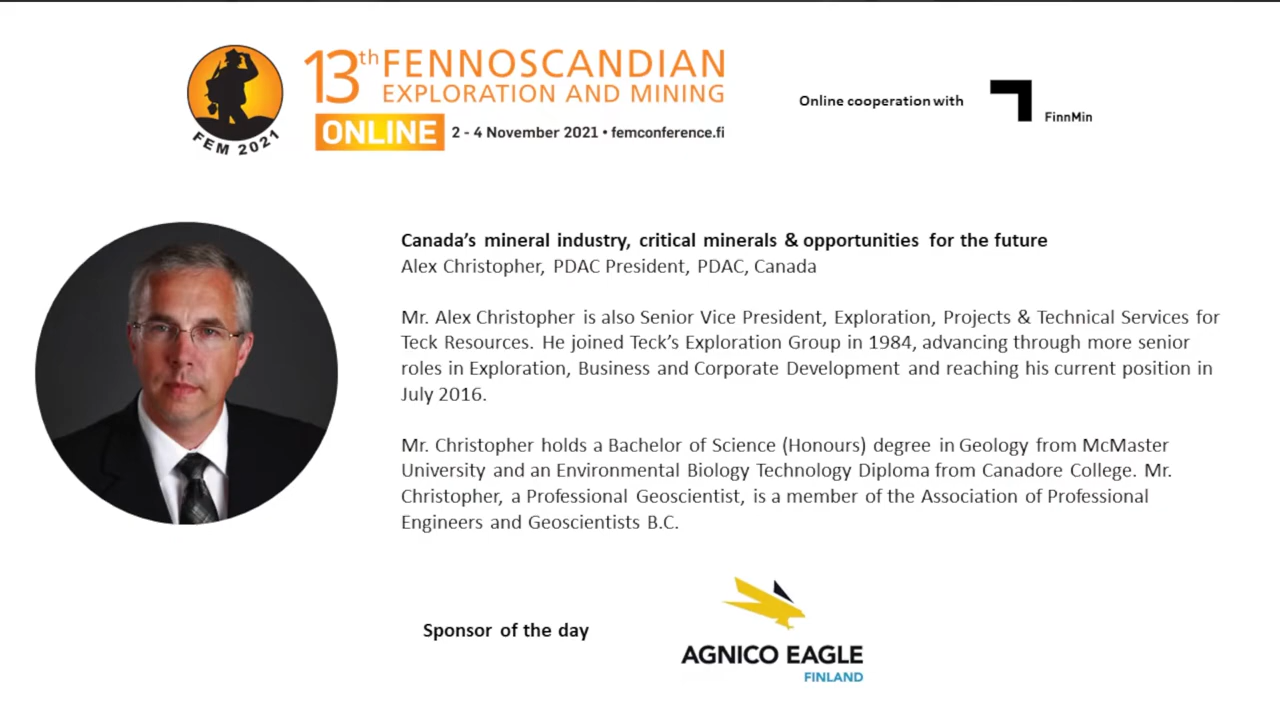 13th FENNOSCANDIAN
EXPLORATION AND MINING
ONLINE 2 - 4 November 2021 • femconference.fi
FEM 2021
Online cooperation with
FinnMin
Canada's mineral industry, critical minerals & opportunities for the future
Alex Christopher, PDAC President, PDAC, Canada
Mr. Alex Christopher is also Senior Vice President, Exploration, Projects & Technical Services for
Teck Resources. He joined Teck's Exploration Group in 1984, advancing through more senior
roles in Exploration, Business and Corporate Development and reaching his current position in
July 2016.
Mr. Christopher holds a Bachelor of Science (Honours) degree in Geology from McMaster
University and an Environmental Biology Technology Diploma from Canadore College. Mr.
Christopher, a Professional Geoscientist, is a member of the Association of Professional
Engineers and Geoscientists B.C.
Sponsor of the day
AGNICO EAGLE
FINLAND